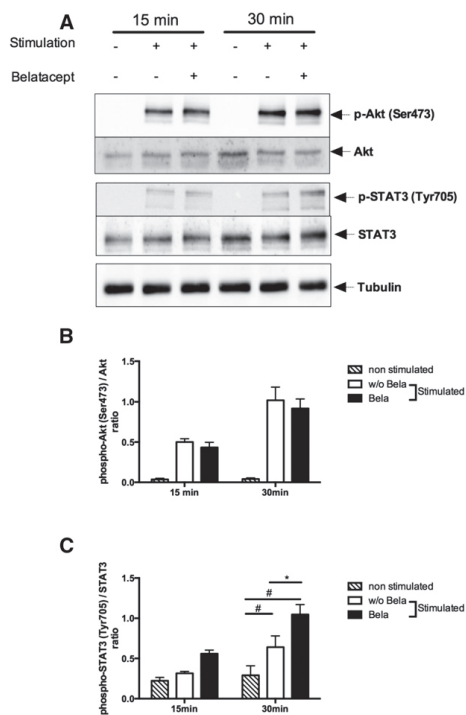 A
15 min 30 min
Stimulation - + + - + +
Belatacept - - + - - +
p-Akt (Ser473)
Akt
p-STAT3 (Tyr705)
STAT3
Tubulin
B
phospho-Akt (Ser473) / Akt
ratio
1.5
1.0
0.5
0.0
15 min 30min
non stimulated
w/o Bela
Bela
Stimulated
C
phospho-STAT3 (Tyr705) / STAT3
ratio
1.5
1.0
0.5
0.0
# # *
15min 30min
non stimulated
w/o Bela
Bela
Stimulated